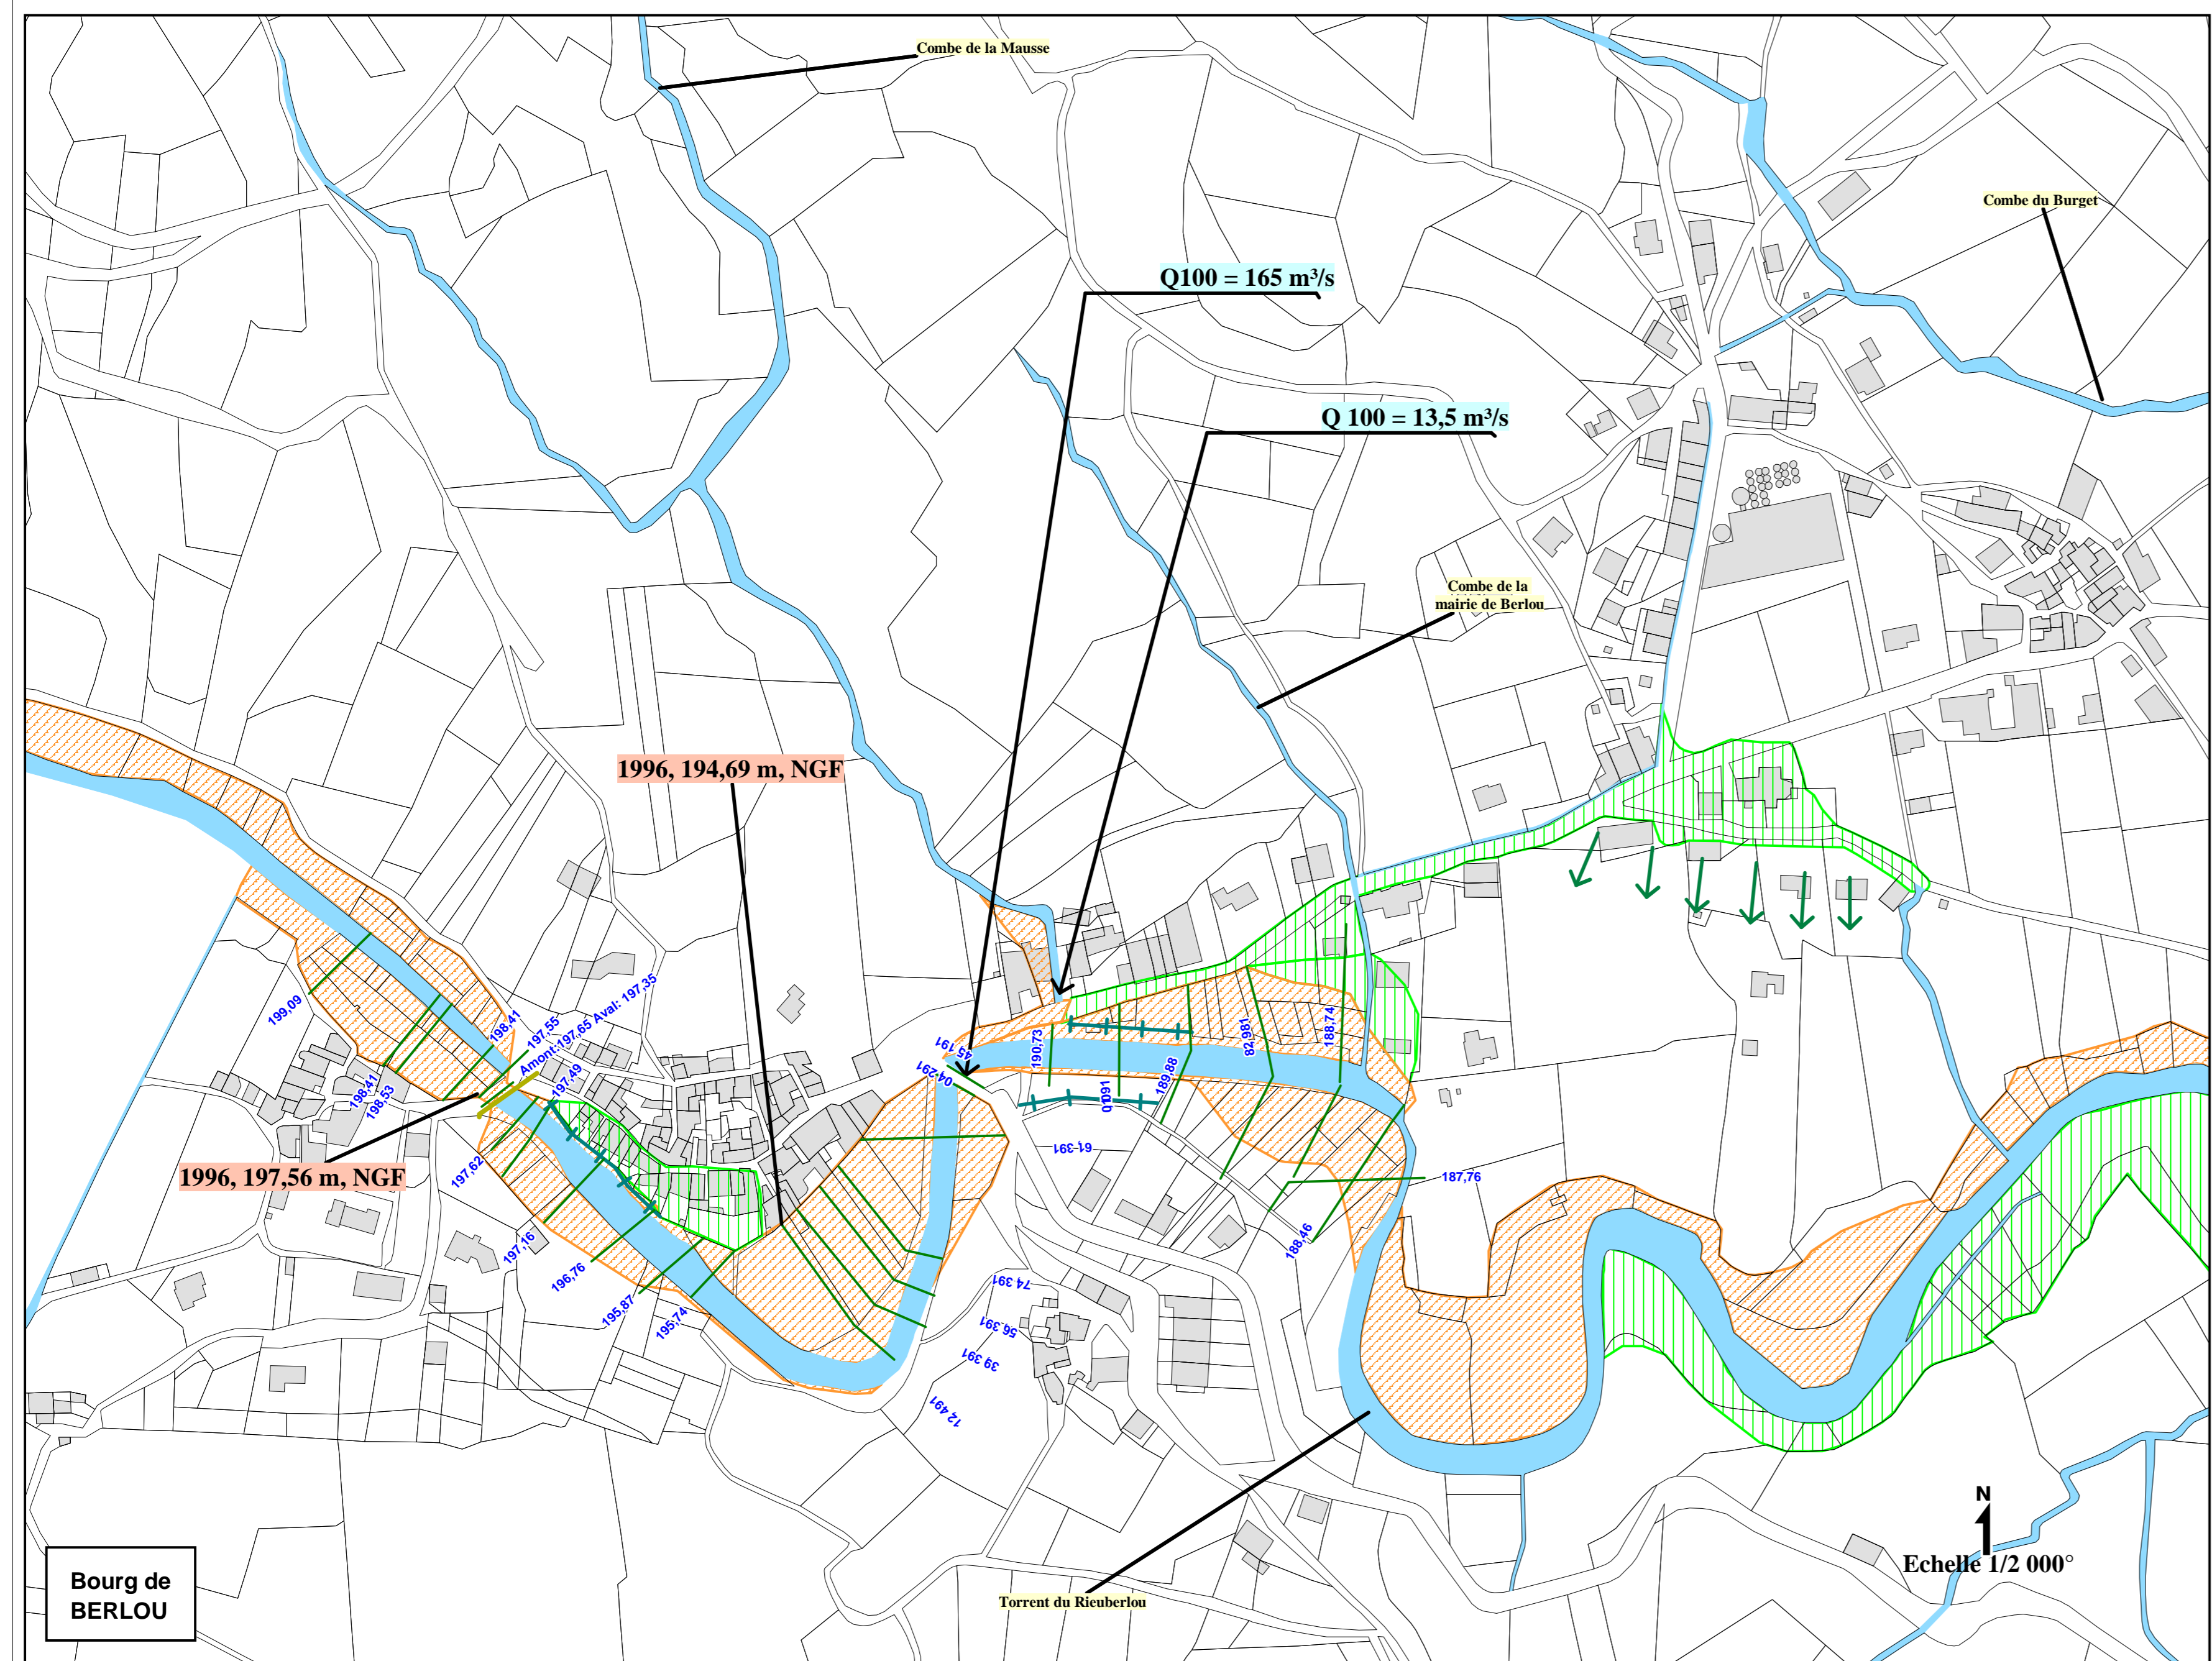 Combe de la Mausse
Combe du Burget
Q100 = 165 m³/s
Q 100 = 13,5 m³/s
Combe de la
mairie de Berlou
1996, 194,69 m, NGF
199,09
198,41
197,55
Amont:197,65 Aval: 197,35
197,49
198,41
198,53
1996, 197,56 m, NGF
197,62
197,16
196,76
195,87
195,74
190,73
189,88
188,74
187,76
188,46
N
Echelle 1/2 000°
Bourg de
BERLOU
Torrent du Rieuberlou